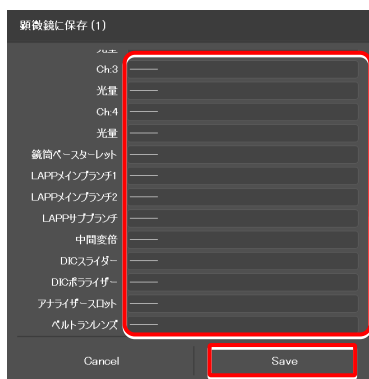 顕微鏡に保存 (1)
光量
Ch:3 ———
光量 ———
Ch:4 ———
光量 ———
鏡筒ベースターレット ———
LAPPメインブランチ1 ———
LAPPメインブランチ2 ———
LAPPサブブランチ ———
中間変倍 ———
DICスライダー ———
DICポラライザー ———
アナライザースロット ———
ベルトランレンズ ———
Cancel Save